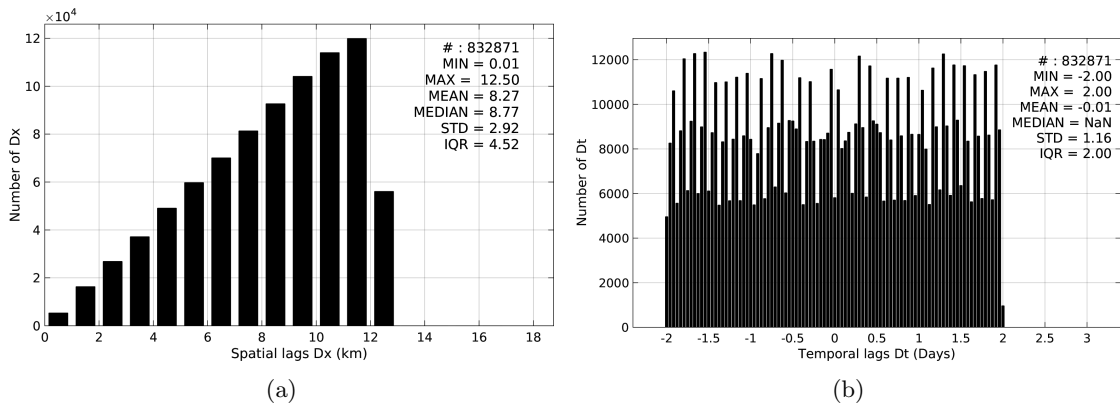 ×10⁴
12
10
8
6
4
2
0
Number of Dx
# : 832871
MIN = 0.01
MAX = 12.50
MEAN = 8.27
MEDIAN = 8.77
STD = 2.92
IQR = 4.52
0 2 4 6 8 10 12 14 16 18
Spatial lags Dx (km)
(a)
12000
10000
8000
6000
4000
2000
0
Number of Dt
# : 832871
MIN = -2.00
MAX = 2.00
MEAN = -0.01
MEDIAN = NaN
STD = 1.16
IQR = 2.00
-2 -1.5 -1 -0.5 0 0.5 1 1.5 2 2.5 3
Temporal lags Dt (Days)
(b)